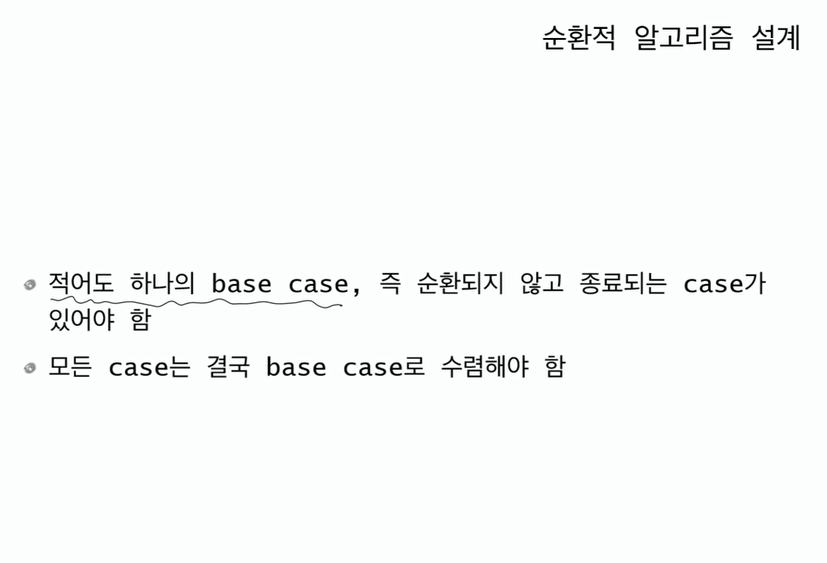 순환적 알고리즘 설계
적어도 하나의 base case, 즉 순환되지 않고 종료되는 case가
있어야 함
모든 case는 결국 base case로 수렴해야 함